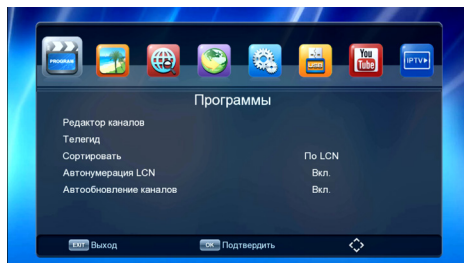 PROGRAM
USB
You
Tube
IPTV
Программы
Редактор каналов
Телегид
Сортировать По LCN
Автонумерация LCN Вкл.
Автообновление каналов Вкл.
EXIT Выход OK Подтвердить